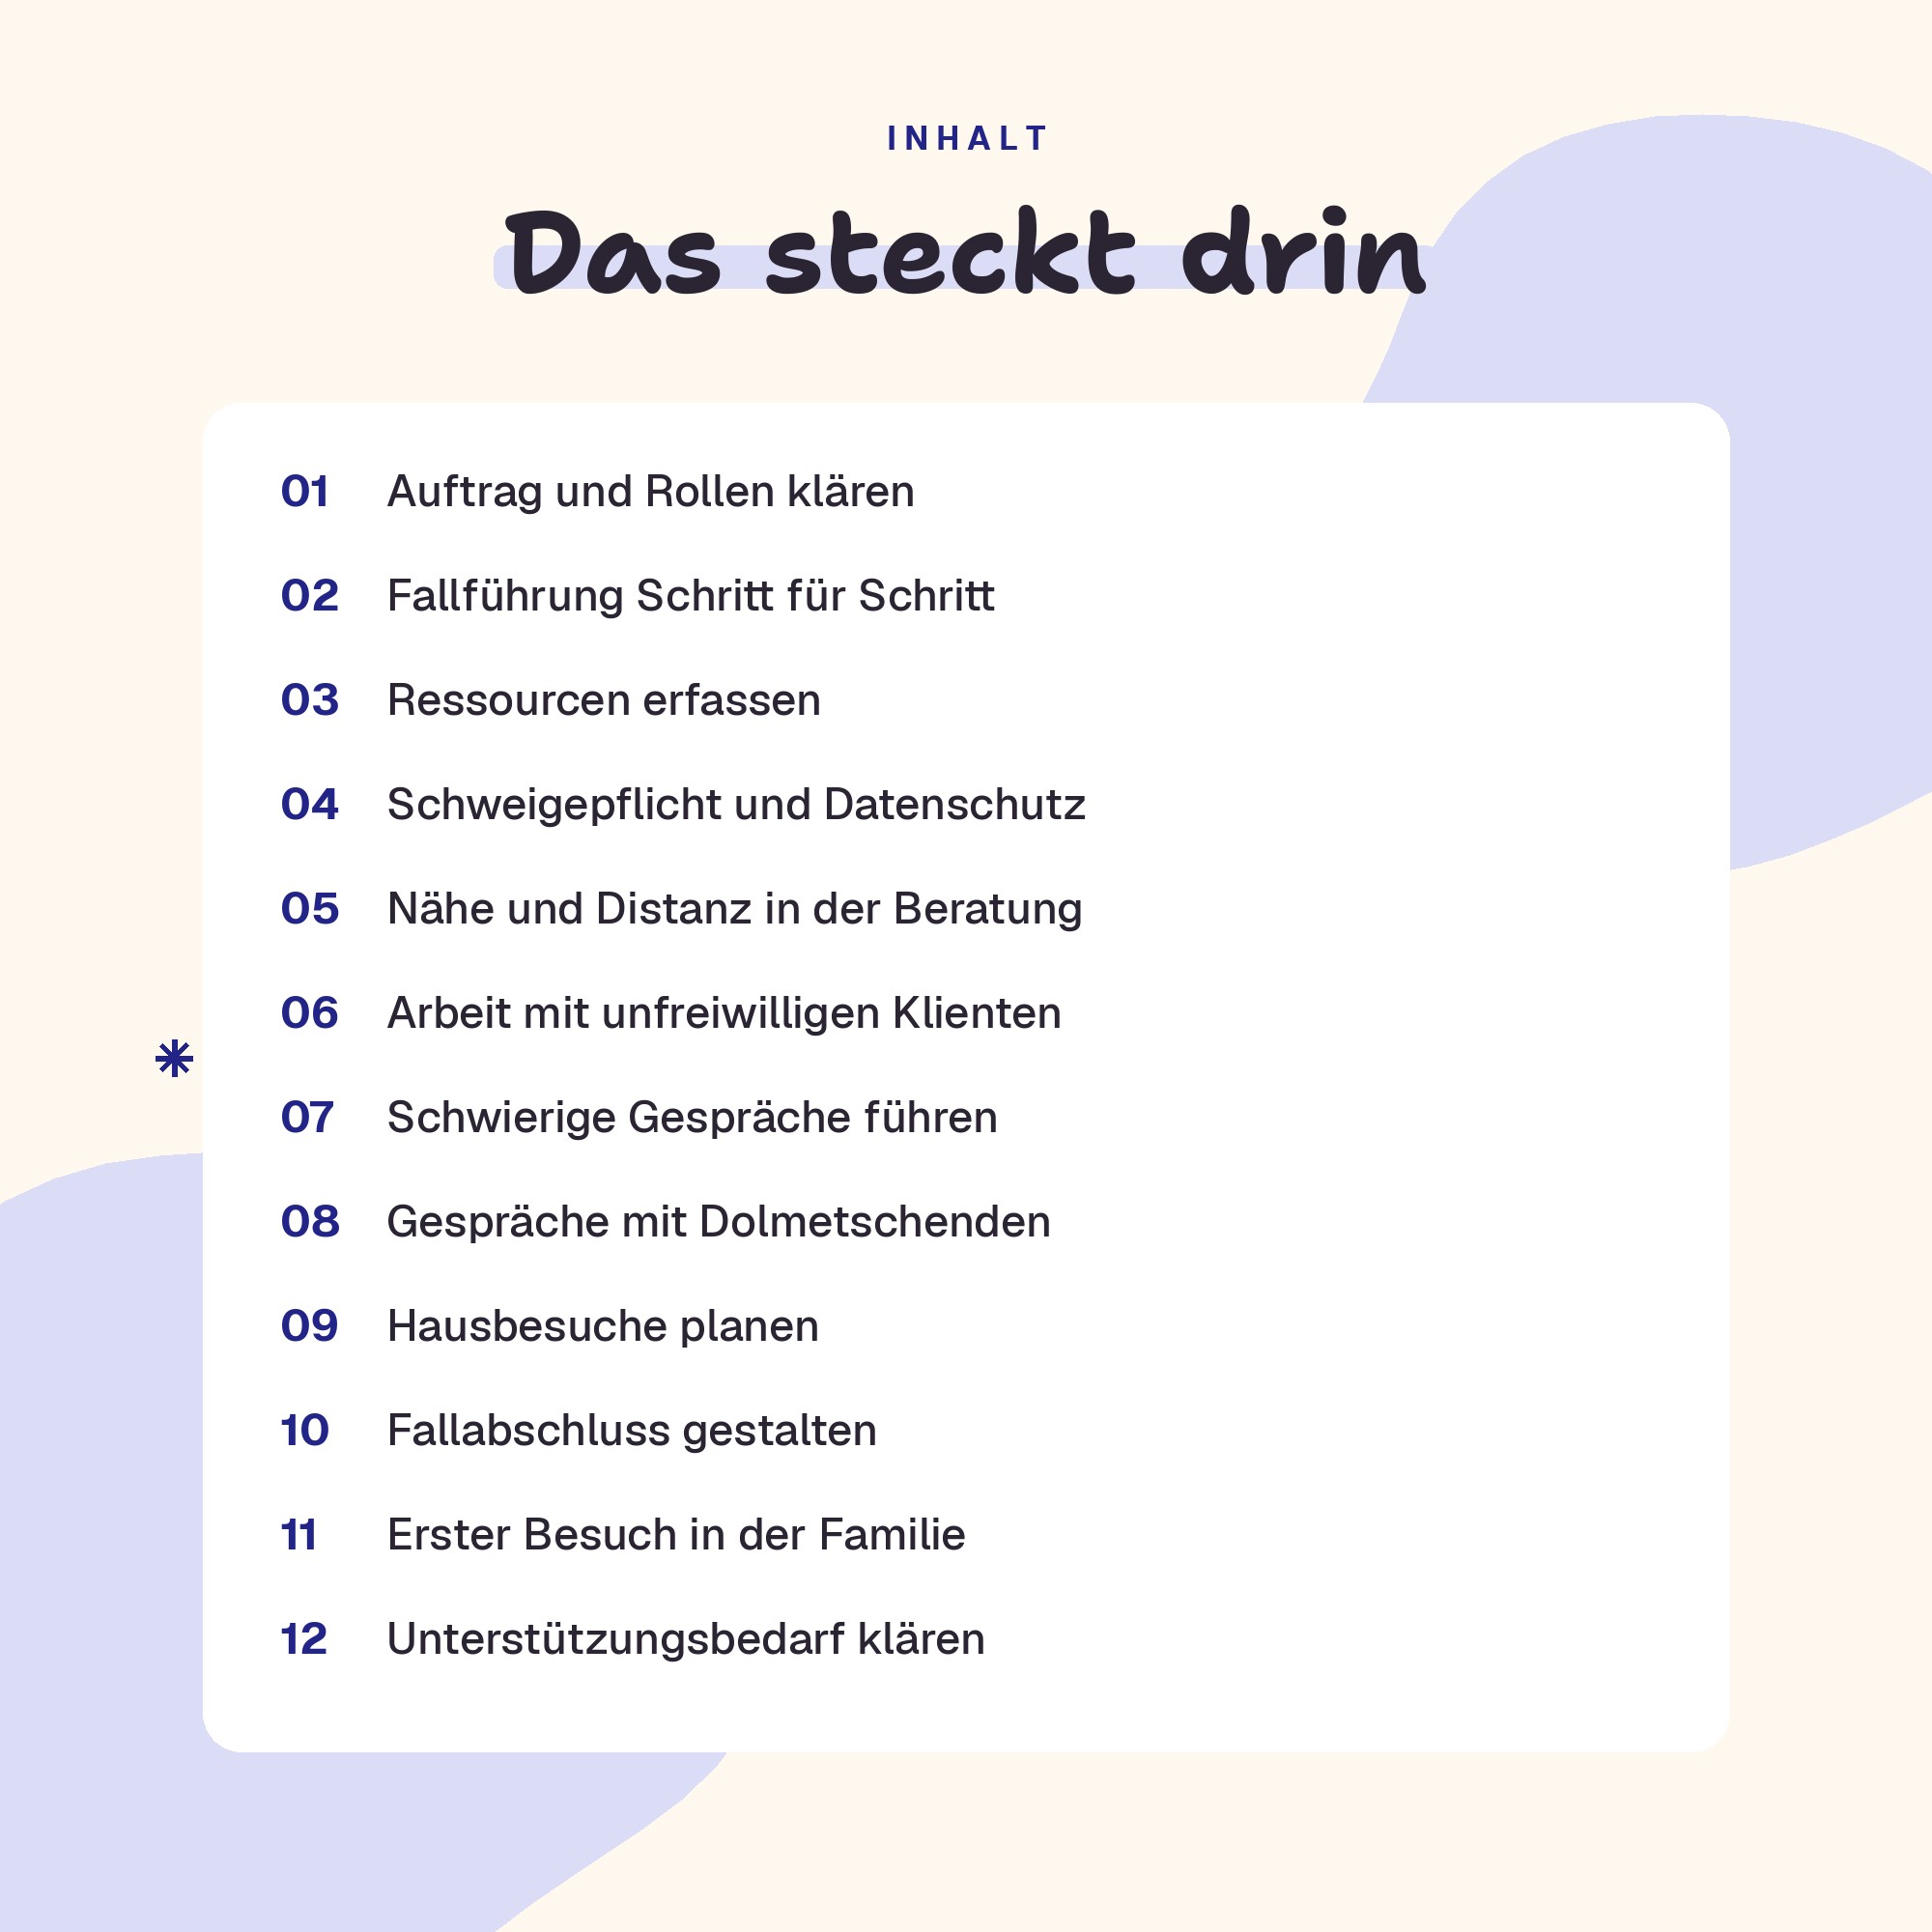 INHALT
Das steckt drin
01 Auftrag und Rollen klären
02 Fallführung Schritt für Schritt
03 Ressourcen erfassen
04 Schweigepflicht und Datenschutz
05 Nähe und Distanz in der Beratung
06 Arbeit mit unfreiwilligen Klienten
07 Schwierige Gespräche führen
08 Gespräche mit Dolmetschenden
09 Hausbesuche planen
10 Fallabschluss gestalten
11 Erster Besuch in der Familie
12 Unterstützungsbedarf klären